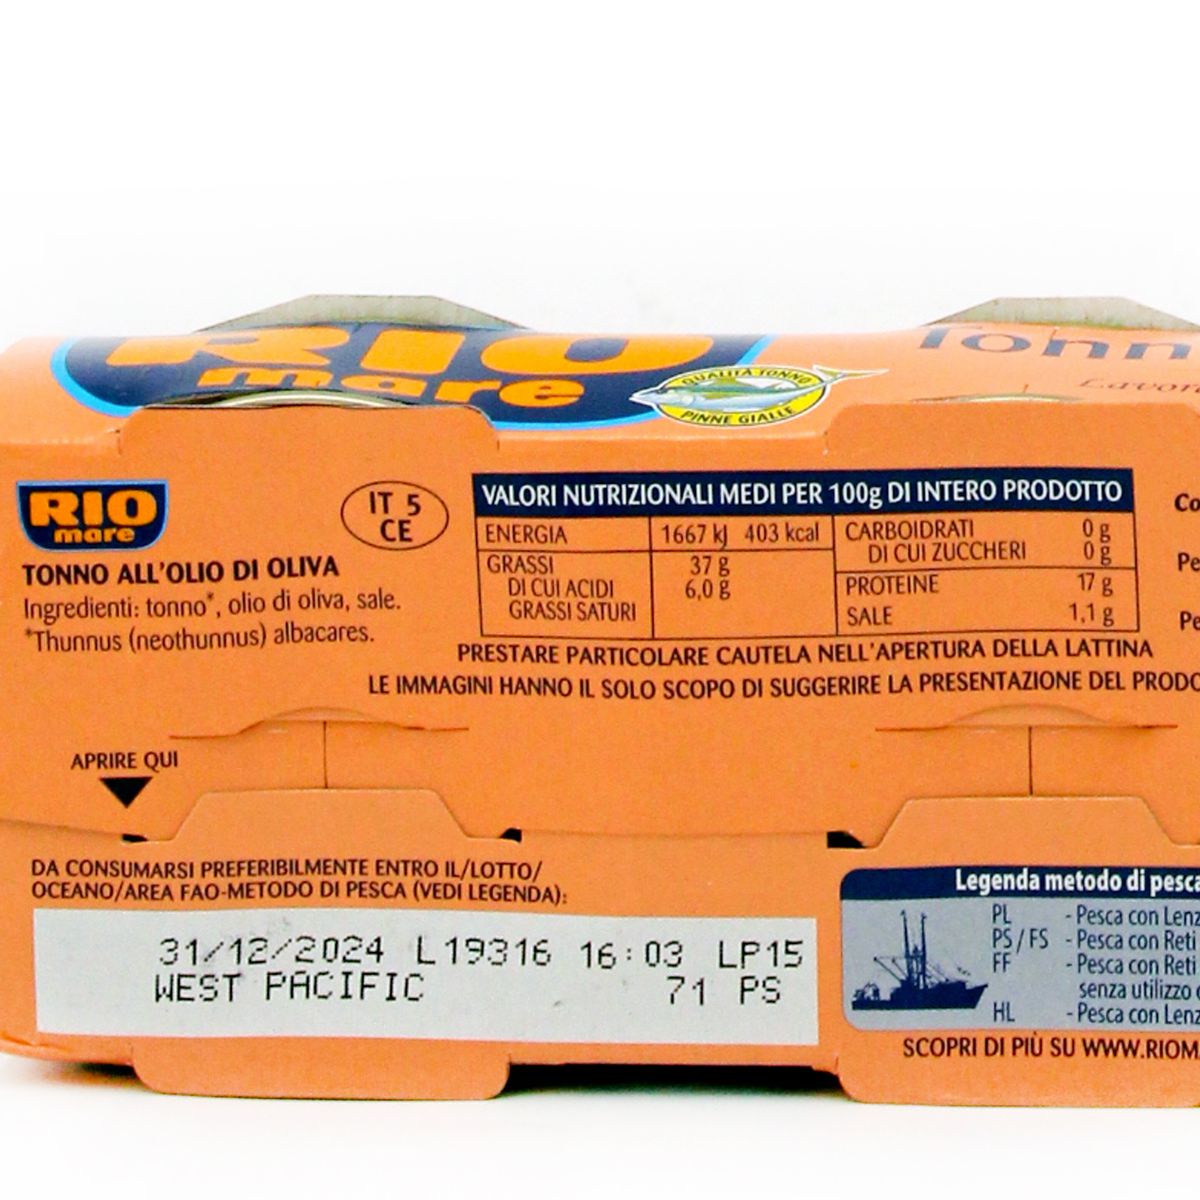 RIO
mare
QUALITÀ TONNO
PINNE GIALLE
Tonn
Lavor
RIO
mare
IT 5
CE
TONNO ALL'OLIO DI OLIVA
Ingredienti: tonno*, olio di oliva, sale.
*Thunnus (neothunnus) albacares.
VALORI NUTRIZIONALI MEDI PER 100g DI INTERO PRODOTTO
ENERGIA 1667 kJ 403 kcal
GRASSI 37 g
DI CUI ACIDI 6,0 g
GRASSI SATURI
CARBOIDRATI 0 g
DI CUI ZUCCHERI 0 g
PROTEINE 17 g
SALE 1,1 g
Co
Pe
Pe
PRESTARE PARTICOLARE CAUTELA NELL'APERTURA DELLA LATTINA
LE IMMAGINI HANNO IL SOLO SCOPO DI SUGGERIRE LA PRESENTAZIONE DEL PRODO
APRIRE QUI
DA CONSUMARSI PREFERIBILMENTE ENTRO IL/LOTTO/
OCEANO/AREA FAO-METODO DI PESCA (VEDI LEGENDA):
31/12/2024 L19316 16:03 LP15
WEST PACIFIC 71 PS
Legenda metodo di pesca
PL - Pesca con Lenz
PS / FS - Pesca con Reti
FF - Pesca con Reti
senza utilizzo
HL - Pesca con Lenz
SCOPRI DI PIÙ SU WWW.RIOM